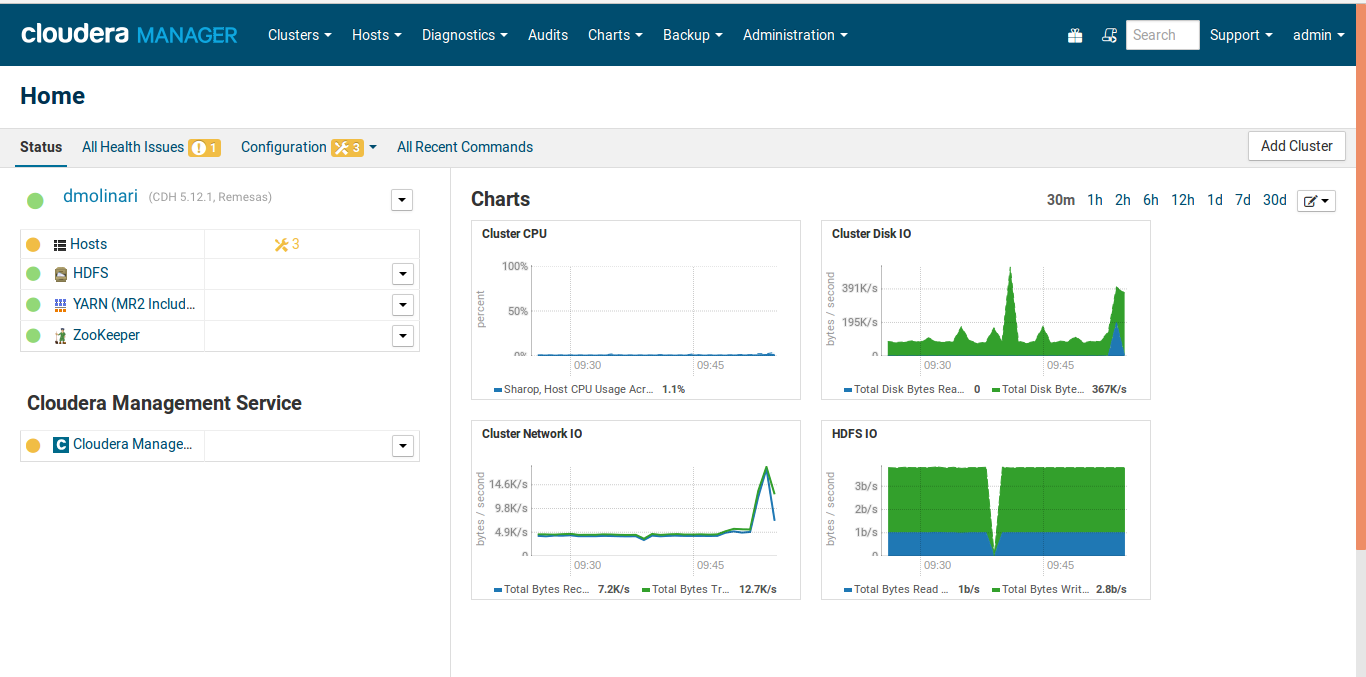 cloudera MANAGER Clusters Hosts Diagnostics Audits Charts Backup Administration Search Support admin
Home
Status All Health Issues 1 Configuration 3 All Recent Commands Add Cluster
dmolinari (CDH 5.12.1, Remesas)
Hosts 3
HDFS
YARN (MR2 Includ...
ZooKeeper
Cloudera Management Service
C Cloudera Manage...
Charts 30m 1h 2h 6h 12h 1d 7d 30d
Cluster CPU
percent
100%
50%
0%
09:30 09:45
Sharop, Host CPU Usage Acr... 1.1%
Cluster Disk IO
bytes / second
391K/s
195K/s
0
09:30 09:45
Total Disk Bytes Rea... 0 Total Disk Byte... 367K/s
Cluster Network IO
bytes / second
14.6K/s
9.8K/s
4.9K/s
0
09:30 09:45
Total Bytes Rec... 7.2K/s Total Bytes Tr... 12.7K/s
HDFS IO
bytes / second
3b/s
2b/s
1b/s
0
09:30 09:45
Total Bytes Read ... 1b/s Total Bytes Writ... 2.8b/s